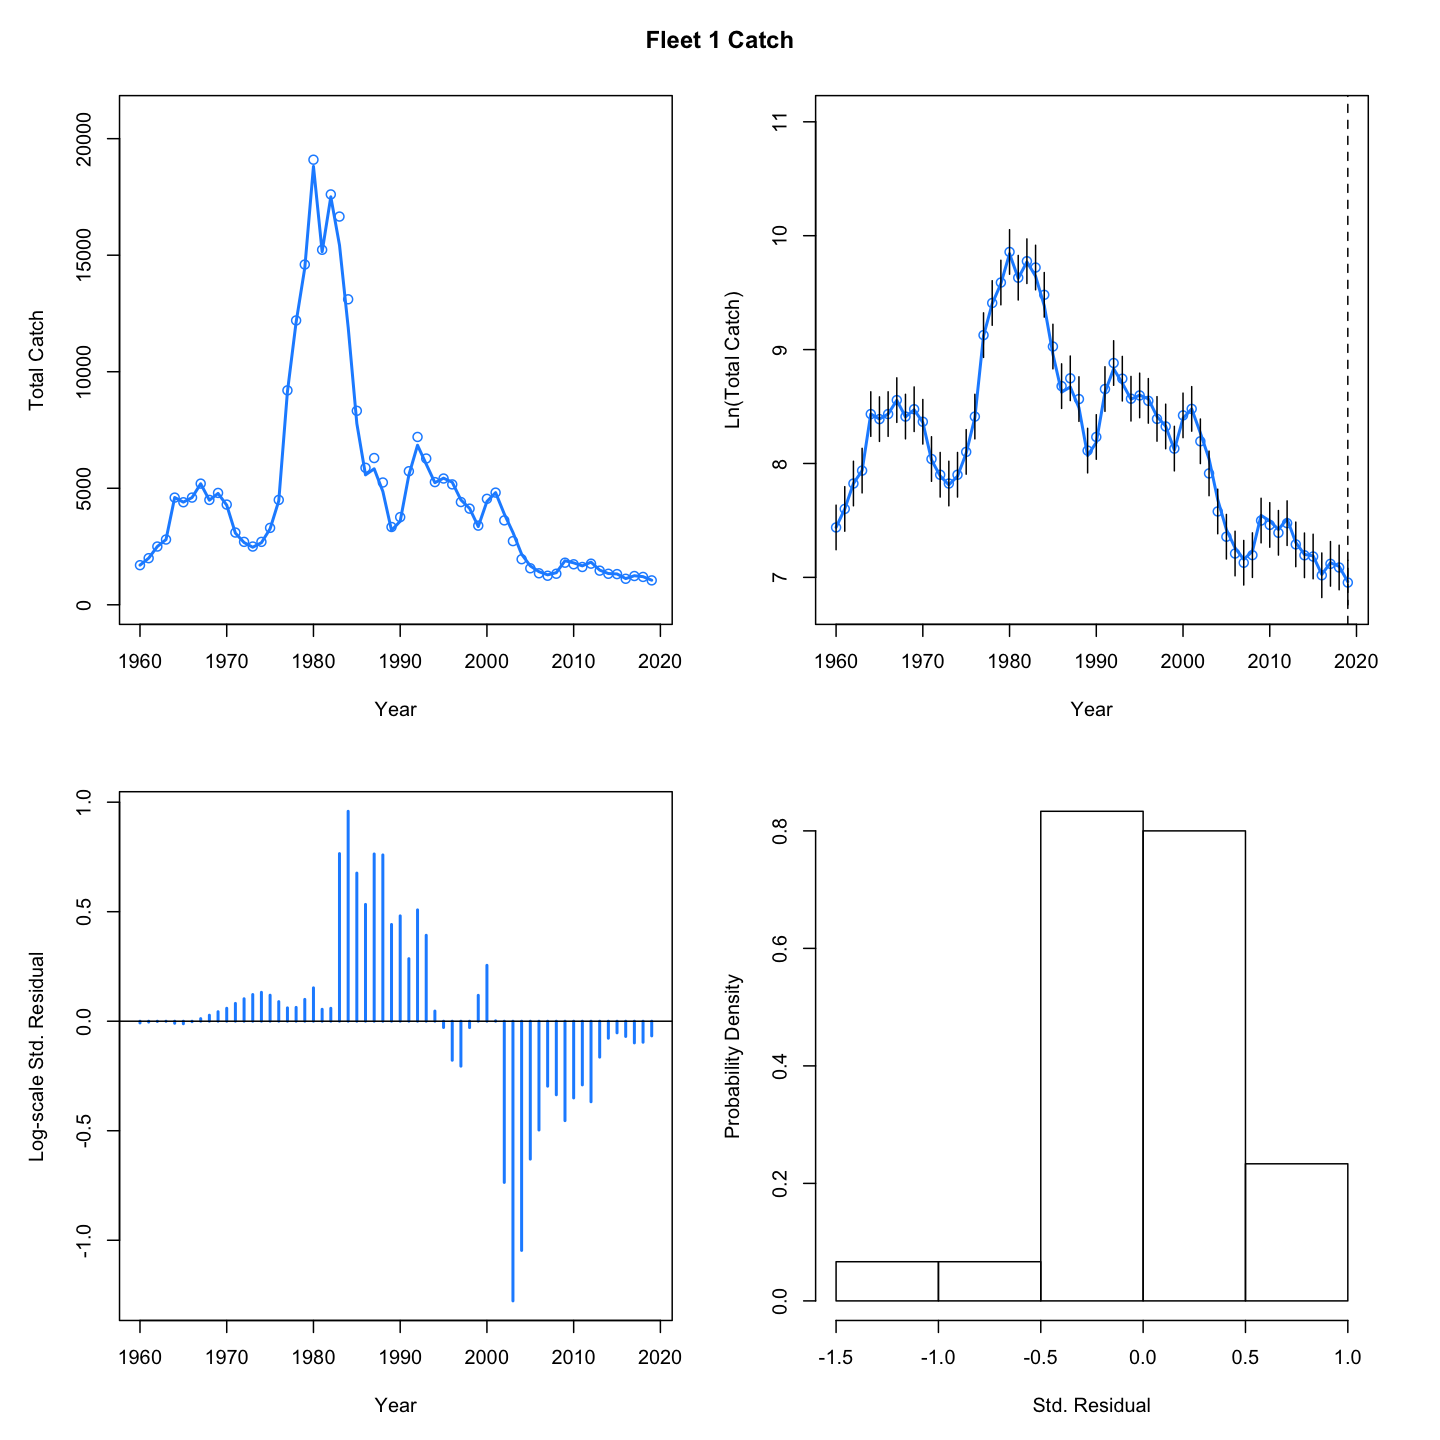 Fleet 1 Catch
Total Catch
20000
15000
10000
5000
0
1960 1970 1980 1990 2000 2010 2020
Year
Ln(Total Catch)
11
10
9
8
7
1960 1970 1980 1990 2000 2010 2020
Year
Log-scale Std. Residual
1.0
0.5
0.0
-0.5
-1.0
1960 1970 1980 1990 2000 2010 2020
Year
Probability Density
0.8
0.6
0.4
0.2
0.0
-1.5 -1.0 -0.5 0.0 0.5 1.0
Std. Residual